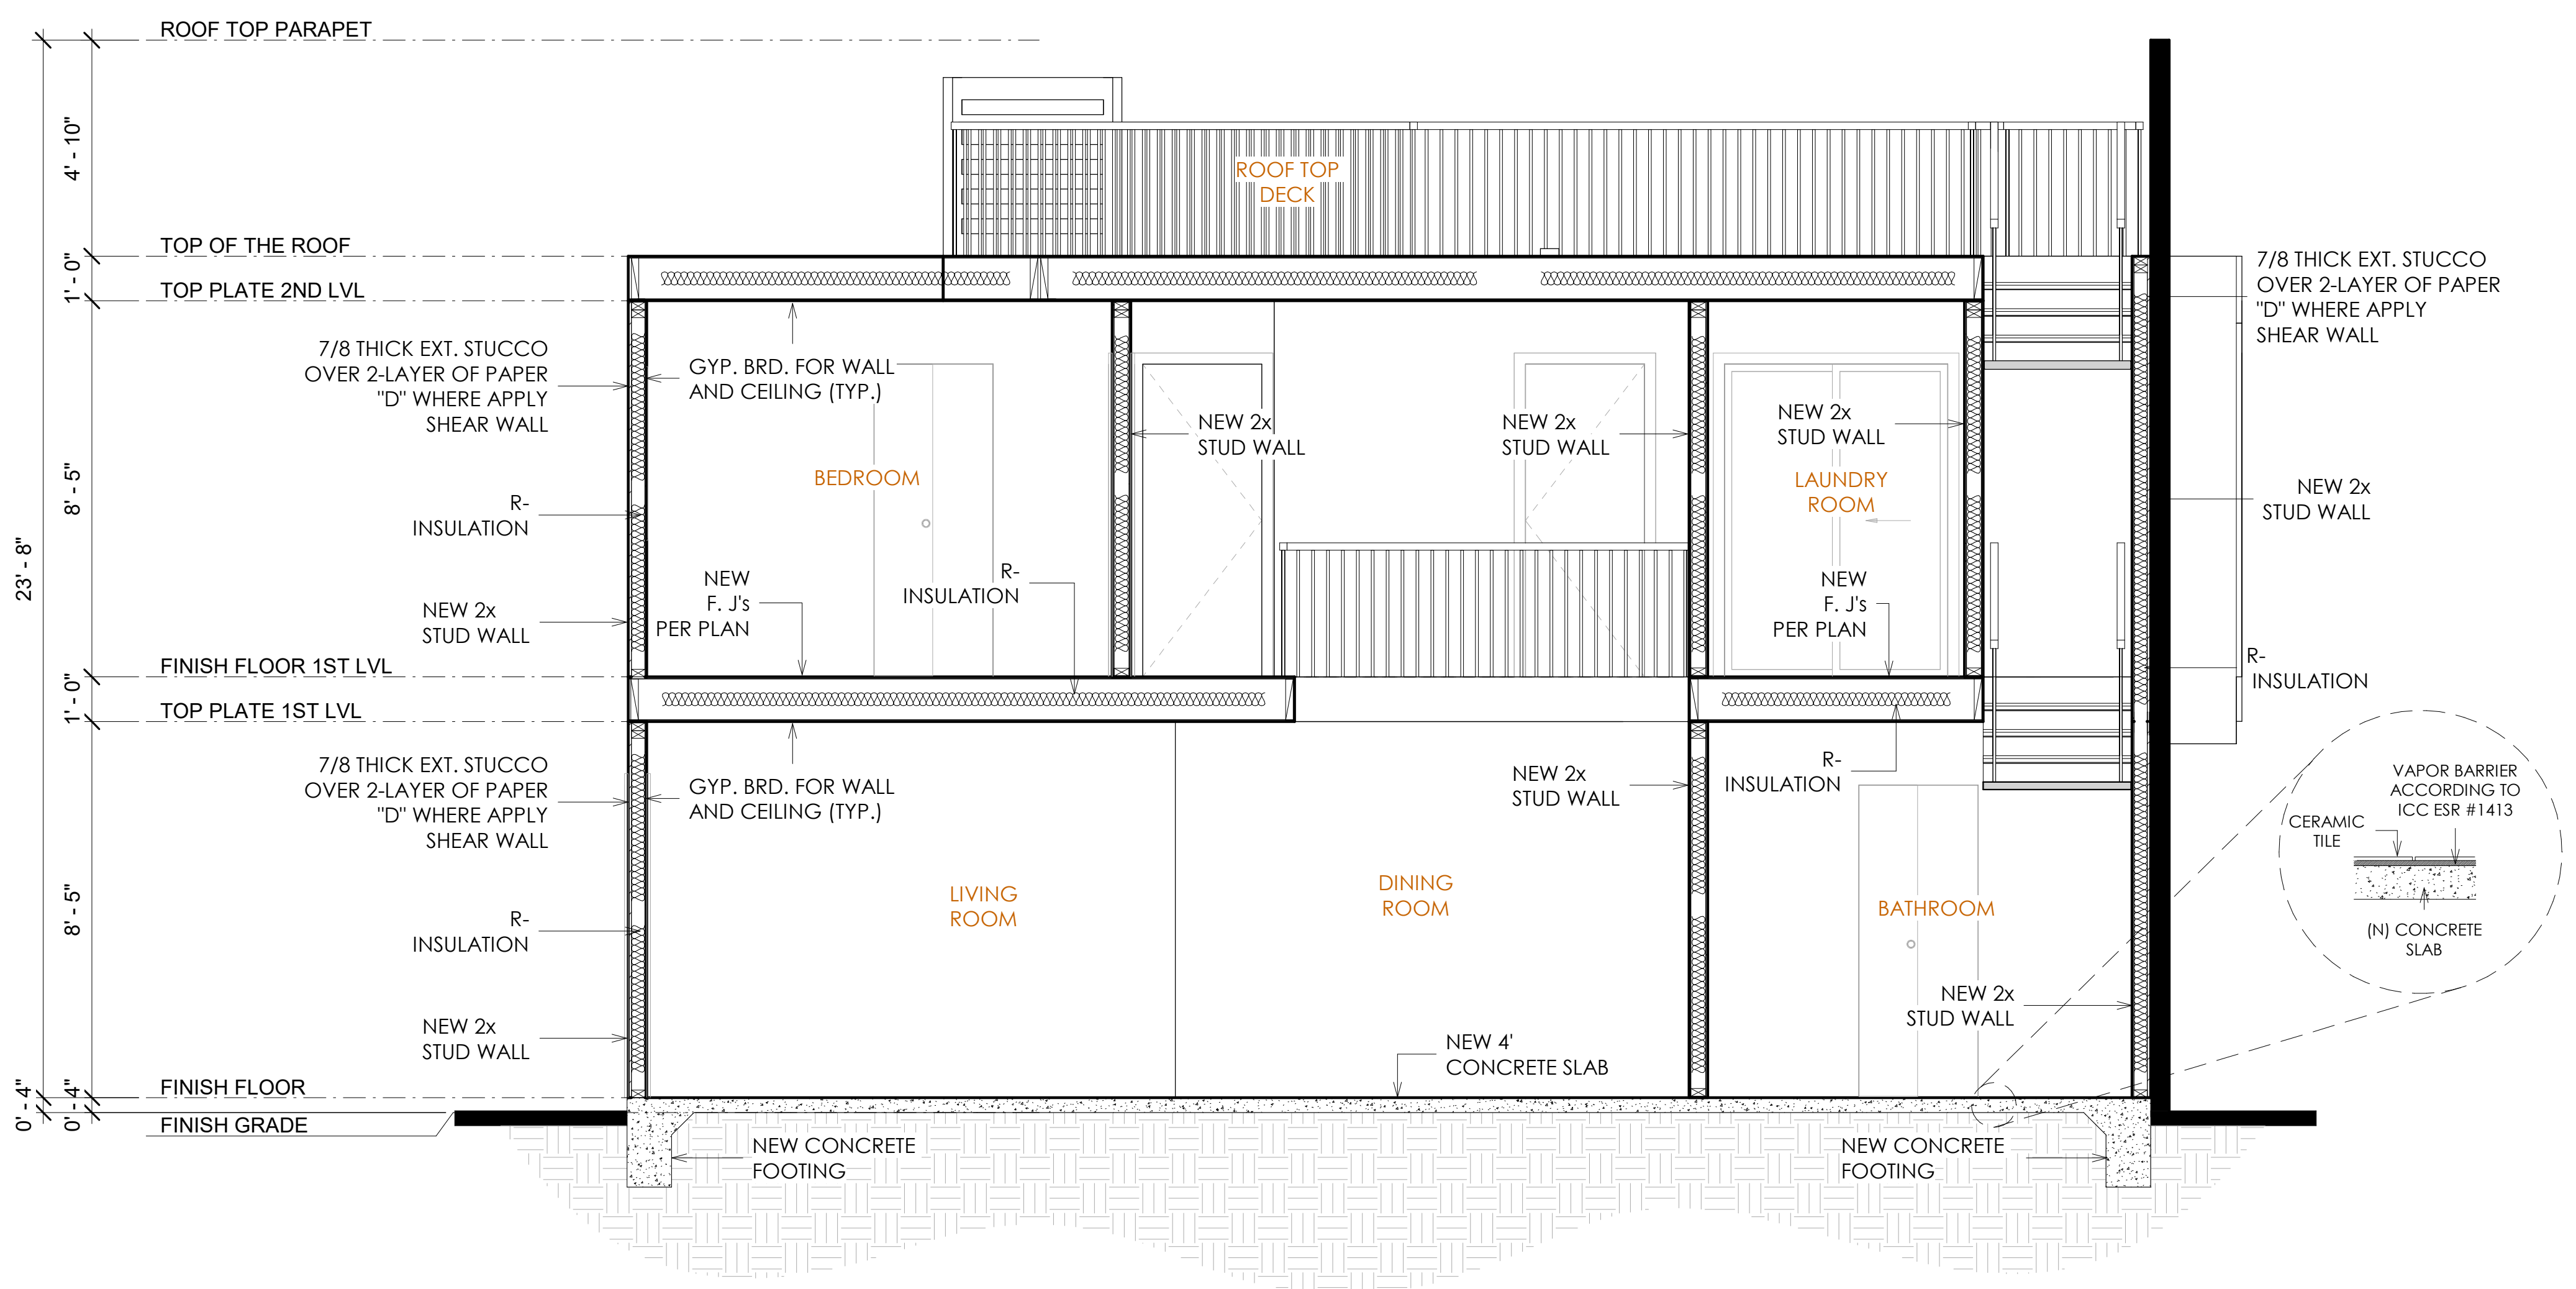 ROOF TOP PARAPET
4' - 10"
ROOF TOP
DECK
TOP OF THE ROOF
1' - 0"
TOP PLATE 2ND LVL
7/8 THICK EXT. STUCCO
OVER 2-LAYER OF PAPER
"D" WHERE APPLY
SHEAR WALL
7/8 THICK EXT. STUCCO
OVER 2-LAYER OF PAPER
"D" WHERE APPLY
SHEAR WALL
GYP. BRD. FOR WALL
AND CEILING (TYP.)
NEW 2x
STUD WALL
NEW 2x
STUD WALL
NEW 2x
STUD WALL
8' - 5"
BEDROOM
LAUNDRY
ROOM
NEW 2x
STUD WALL
R-
INSULATION
23' - 8"
R-
INSULATION
NEW
F. J's
PER PLAN
NEW
F. J's
PER PLAN
NEW 2x
STUD WALL
R-
INSULATION
FINISH FLOOR 1ST LVL
1' - 0"
TOP PLATE 1ST LVL
7/8 THICK EXT. STUCCO
OVER 2-LAYER OF PAPER
"D" WHERE APPLY
SHEAR WALL
GYP. BRD. FOR WALL
AND CEILING (TYP.)
NEW 2x
STUD WALL
R-
INSULATION
VAPOR BARRIER
ACCORDING TO
ICC ESR #1413
CERAMIC
TILE
(N) CONCRETE
SLAB
8' - 5"
LIVING
ROOM
DINING
ROOM
BATHROOM
R-
INSULATION
NEW 2x
STUD WALL
NEW 2x
STUD WALL
NEW 4'
CONCRETE SLAB
FINISH FLOOR
0' - 4"
0' - 4"
FINISH GRADE
NEW CONCRETE
FOOTING
NEW CONCRETE
FOOTING